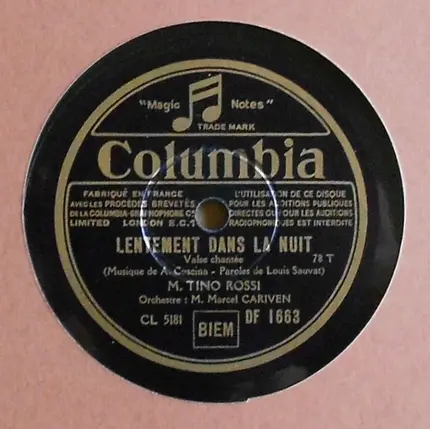 "Magic Notes"
TRADE MARK
Columbia
FABRIQUÉ EN FRANCE
AVEC LES PROCÉDÉS BREVETÉS
DE LA COLUMBIA GRAPHOPHONE C°
LIMITED LONDON E.C.1
L'UTILISATION DE CE DISQUE
POUR LES AUDITIONS PUBLIQUES
DIRECTES OU POUR LES AUDITIONS
RADIOPHONIQUES EST INTERDITE
LENTEMENT DANS LA NUIT
Valse chantée
78 T
(Musique de A. Coscina - Paroles de Louis Sauvat)
M. TINO ROSSI
Orchestre : M. Marcel CARIVEN
CL 5181
BIEM
DF 1663